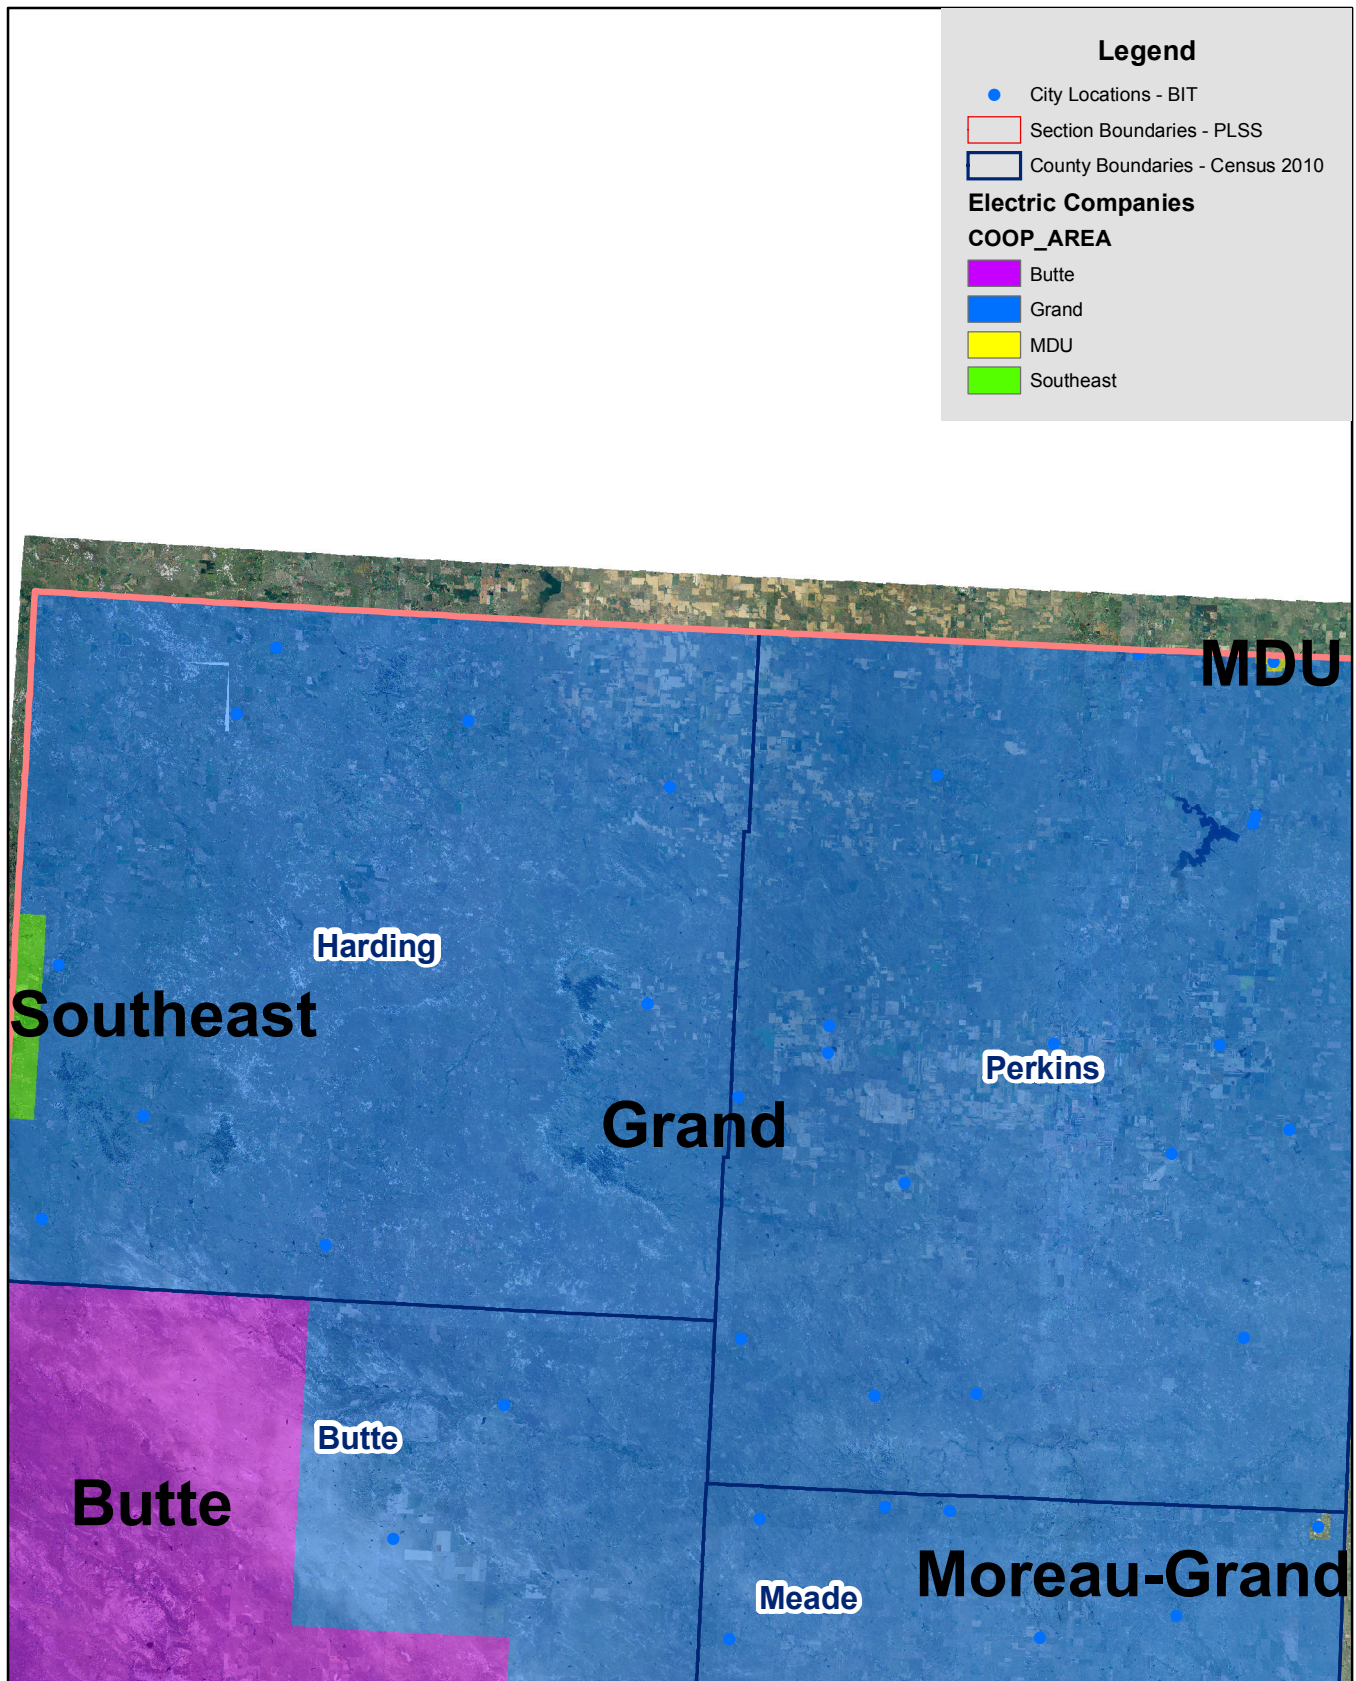 Legend
City Locations - BIT
Section Boundaries - PLSS
County Boundaries - Census 2010
Electric Companies
COOP_AREA
Butte
Grand
MDU
Southeast
MDU
Harding
Southeast
Perkins
Grand
Butte
Butte
Moreau-Grand
Meade